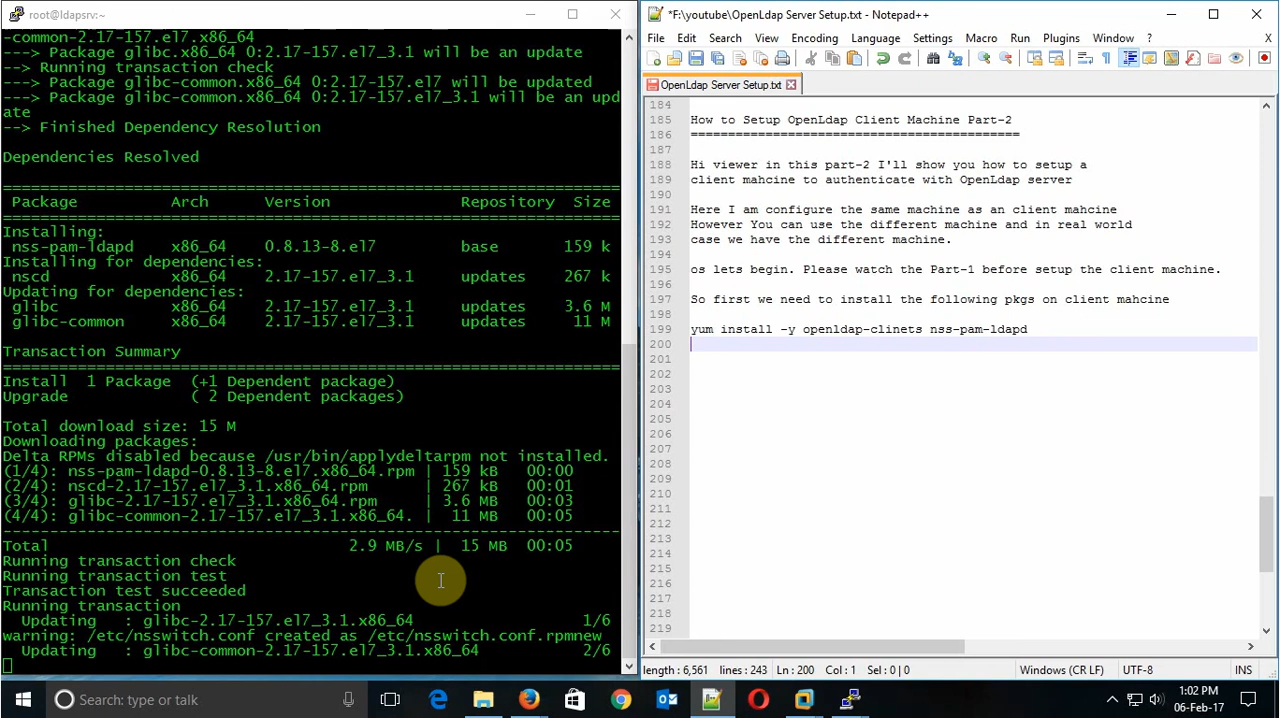 root@ldapsrv:~
-common-2.17-157.el7.x86_64
---> Package glibc.x86_64 0:2.17-157.el7_3.1 will be an update
--> Running transaction check
---> Package glibc-common.x86_64 0:2.17-157.el7 will be updated
---> Package glibc-common.x86_64 0:2.17-157.el7_3.1 will be an upd
ate
--> Finished Dependency Resolution
Dependencies Resolved
================================================================
Package Arch Version Repository Size
================================================================
Installing:
nss-pam-ldapd x86_64 0.8.13-8.el7 base 159 k
Installing for dependencies:
nscd x86_64 2.17-157.el7_3.1 updates 267 k
Updating for dependencies:
glibc x86_64 2.17-157.el7_3.1 updates 3.6 M
glibc-common x86_64 2.17-157.el7_3.1 updates 11 M
Transaction Summary
================================================================
Install 1 Package (+1 Dependent package)
Upgrade ( 2 Dependent packages)
Total download size: 15 M
Downloading packages:
Delta RPMs disabled because /usr/bin/applydeltarpm not installed.
(1/4): nss-pam-ldapd-0.8.13-8.el7.x86_64.rpm | 159 kB 00:00
(2/4): nscd-2.17-157.el7_3.1.x86_64.rpm | 267 kB 00:01
(3/4): glibc-2.17-157.el7_3.1.x86_64.rpm | 3.6 MB 00:03
(4/4): glibc-common-2.17-157.el7_3.1.x86_64. | 11 MB 00:05
----------------------------------------------------------------
Total 2.9 MB/s | 15 MB 00:05
Running transaction check
Running transaction test
Transaction test succeeded
Running transaction
Updating : glibc-2.17-157.el7_3.1.x86_64 1/6
warning: /etc/nsswitch.conf created as /etc/nsswitch.conf.rpmnew
Updating : glibc-common-2.17-157.el7_3.1.x86_64 2/6
*F:\youtube\OpenLdap Server Setup.txt - Notepad++
File Edit Search View Encoding Language Settings Macro Run Plugins Window ? X
OpenLdap Server Setup.txt
184
185 How to Setup OpenLdap Client Machine Part-2
186 ============================================
187
188 Hi viewer in this part-2 I'll show you how to setup a
189 client mahcine to authenticate with OpenLdap server
190
191 Here I am configure the same machine as an client mahcine
192 However You can use the different machine and in real world
193 case we have the different machine.
194
195 os lets begin. Please watch the Part-1 before setup the client machine.
196
197 So first we need to install the following pkgs on client mahcine
198
199 yum install -y openldap-clinets nss-pam-ldapd
200
201
202
203
204
205
206
207
208
209
210
211
212
213
214
215
216
217
218
219
length : 6,561 lines : 243 Ln : 200 Col : 1 Sel : 0 | 0 Windows (CR LF) UTF-8 INS
Search: type or talk
1:02 PM
06-Feb-17